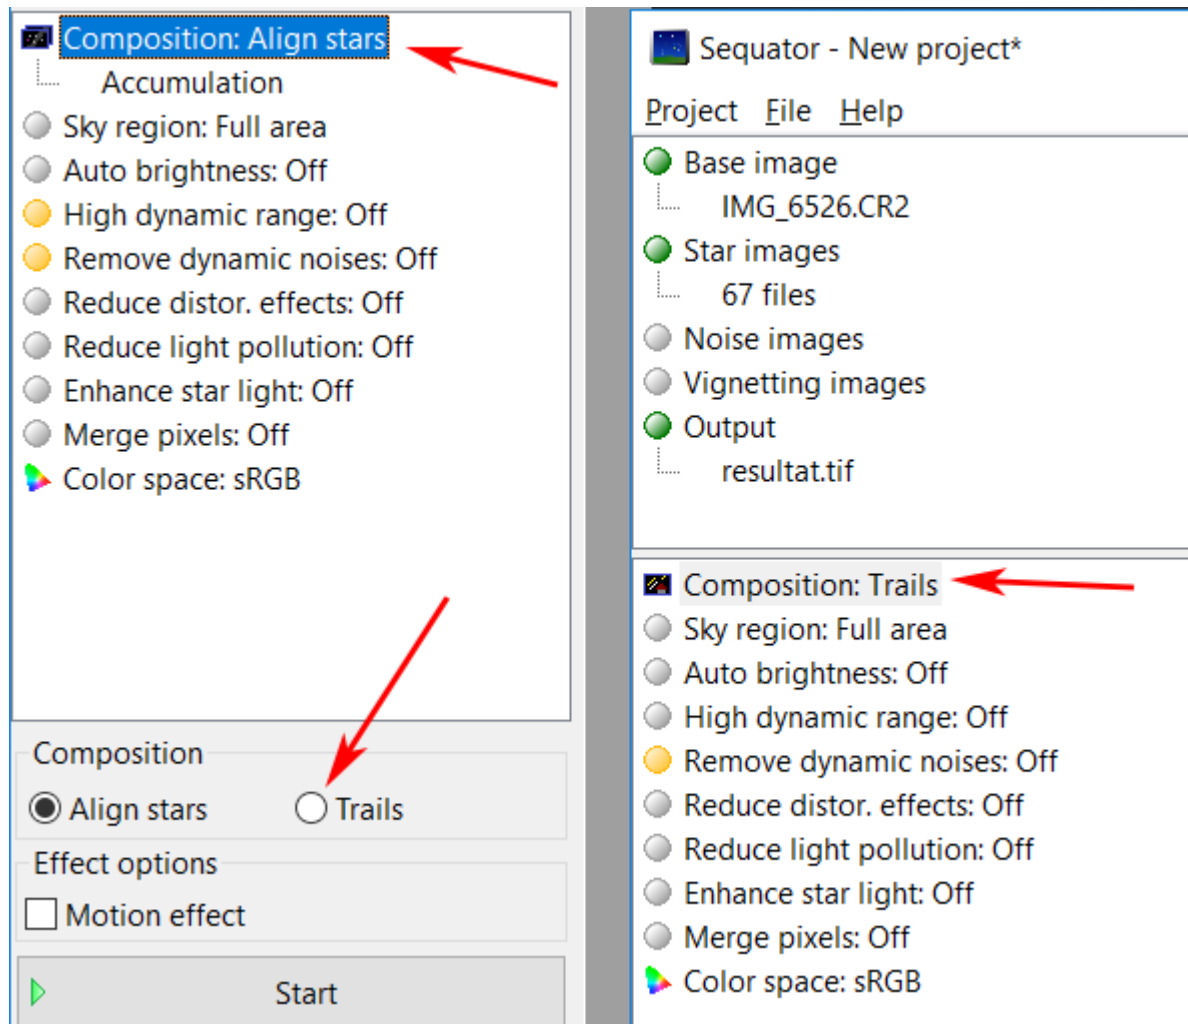 Composition: Align stars
Accumulation
Sky region: Full area
Auto brightness: Off
High dynamic range: Off
Remove dynamic noises: Off
Reduce distor. effects: Off
Reduce light pollution: Off
Enhance star light: Off
Merge pixels: Off
Color space: sRGB
Composition
Align stars
Trails
Effect options
Motion effect
Start
Sequator - New project*
Project File Help
Base image
IMG_6526.CR2
Star images
67 files
Noise images
Vignetting images
Output
resultat.tif
Composition: Trails
Sky region: Full area
Auto brightness: Off
High dynamic range: Off
Remove dynamic noises: Off
Reduce distor. effects: Off
Reduce light pollution: Off
Enhance star light: Off
Merge pixels: Off
Color space: sRGB